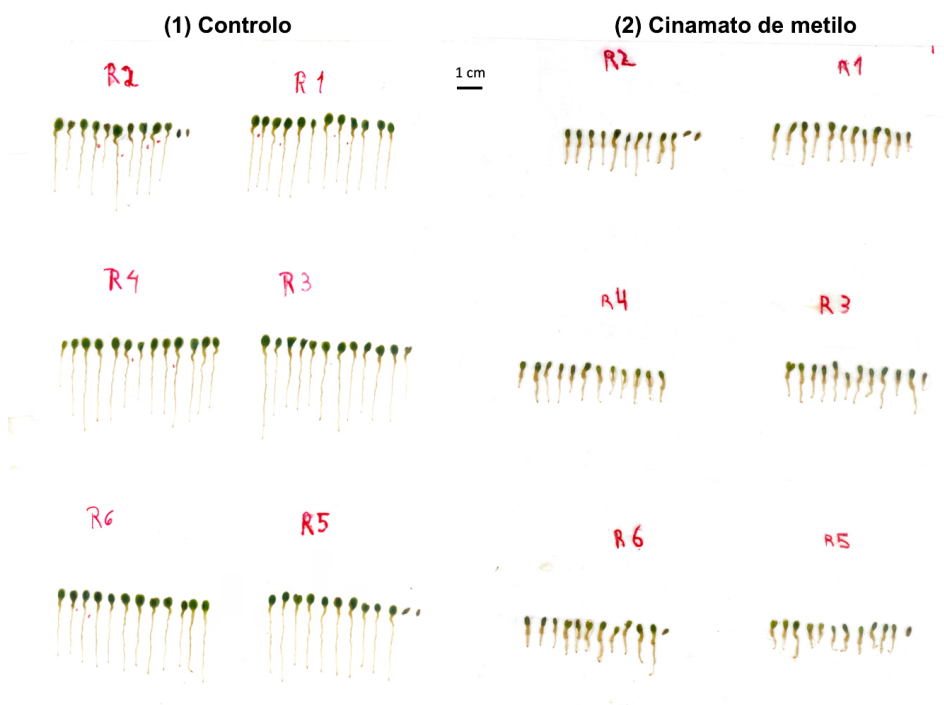 (1) Controlo
(2) Cinamato de metilo
R2
R1
1 cm
R2
R1
R4
R3
R4
R3
R6
R5
R6
R5